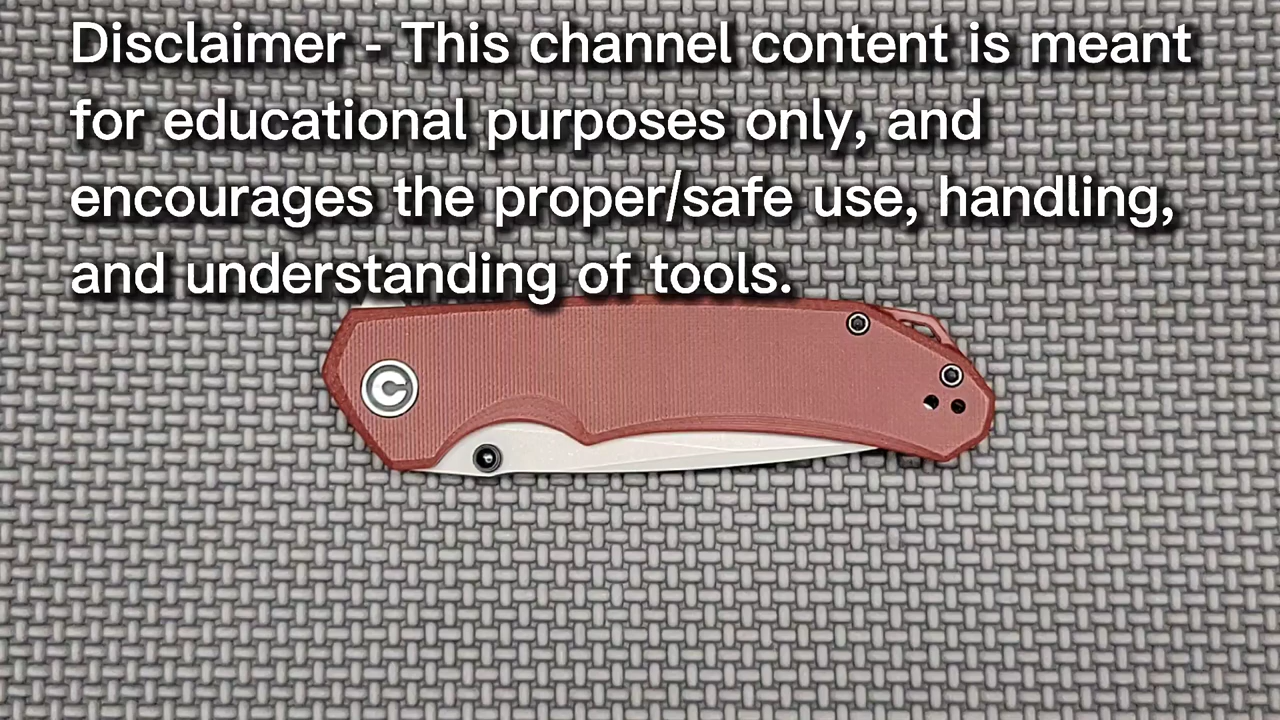 Disclaimer - This channel content is meant
for educational purposes only, and
encourages the proper/safe use, handling,
and understanding of tools.